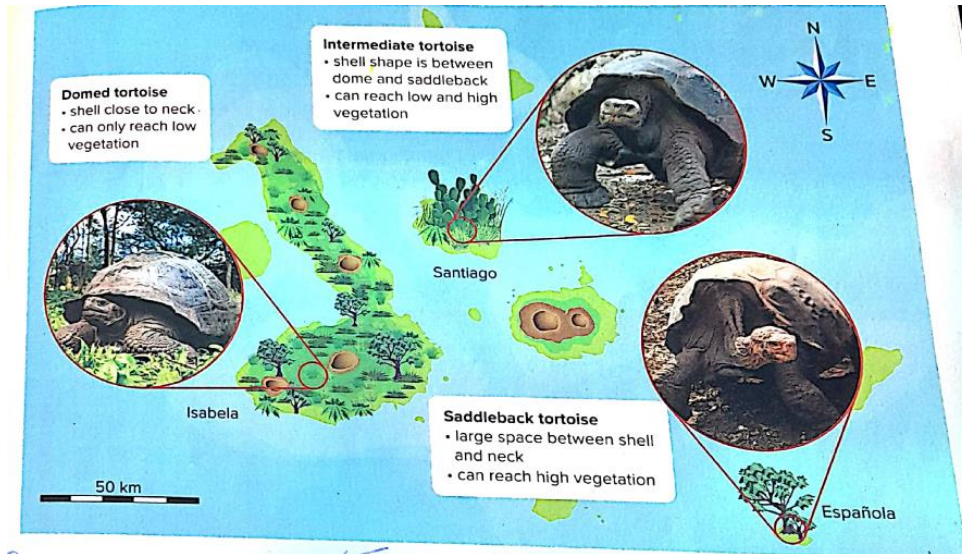 Domed tortoise
• shell close to neck
• can only reach low
vegetation
Intermediate tortoise
• shell shape is between
dome and saddleback
• can reach low and high
vegetation
N
W
E
S
Santiago
Isabela
Saddleback tortoise
• large space between shell
and neck
• can reach high vegetation
Española
50 km